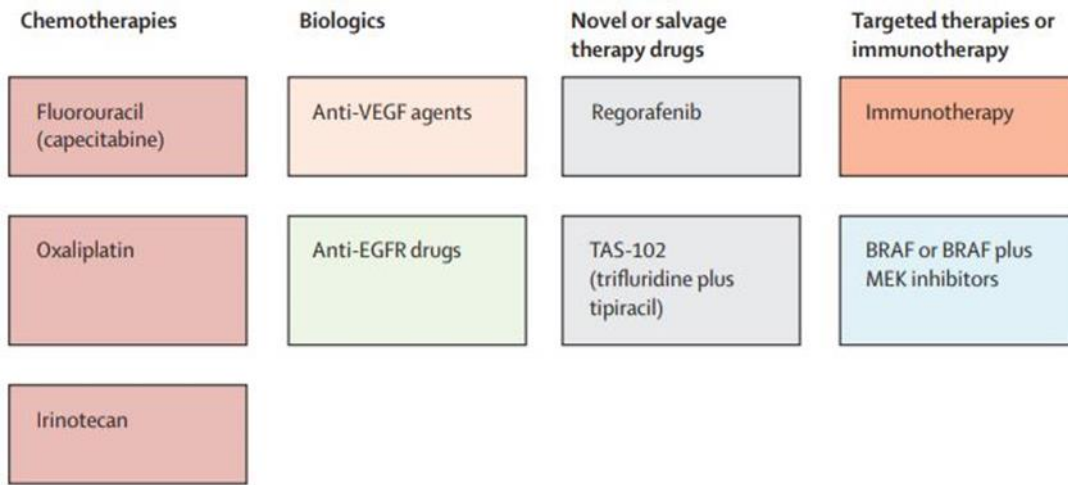 Chemotherapies
Biologics
Novel or salvage
therapy drugs
Targeted therapies or
immunotherapy
Fluorouracil
(capecitabine)
Anti-VEGF agents
Regorafenib
Immunotherapy
Oxaliplatin
Anti-EGFR drugs
TAS-102
(trifluridine plus
tipiracil)
BRAF or BRAF plus
MEK inhibitors
Irinotecan